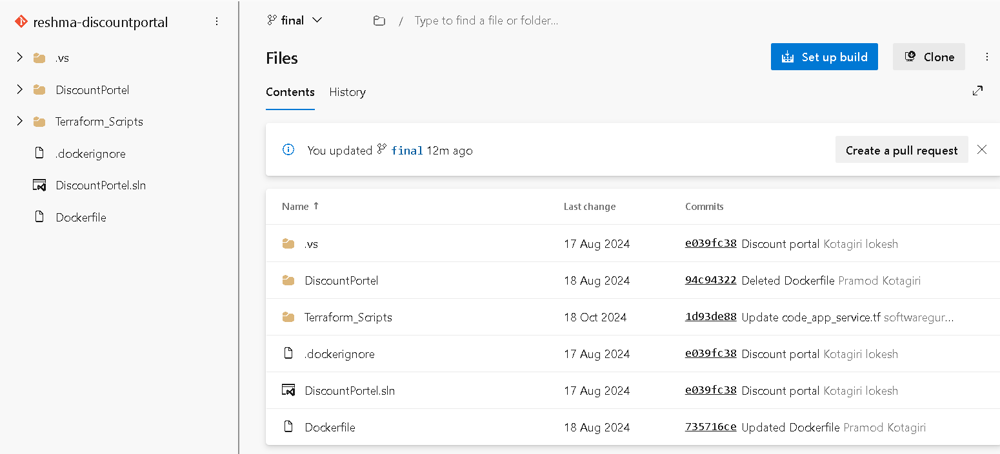 reshma-discountportal
.vs
DiscountPortel
Terraform_Scripts
.dockerignore
DiscountPortel.sln
Dockerfile
final / Type to find a file or folder...
Files
Set up build
Clone
Contents History
You updated final 12m ago
Create a pull request
Name ↑ Last change Commits
.vs 17 Aug 2024 e039fc38 Discount portal Kotagiri lokesh
DiscountPortel 18 Aug 2024 94c94322 Deleted Dockerfile Pramod Kotagiri
Terraform_Scripts 18 Oct 2024 1d93de88 Update code_app_service.tf softwaregur...
.dockerignore 17 Aug 2024 e039fc38 Discount portal Kotagiri lokesh
DiscountPortel.sln 17 Aug 2024 e039fc38 Discount portal Kotagiri lokesh
Dockerfile 18 Aug 2024 735716ce Updated Dockerfile Pramod Kotagiri